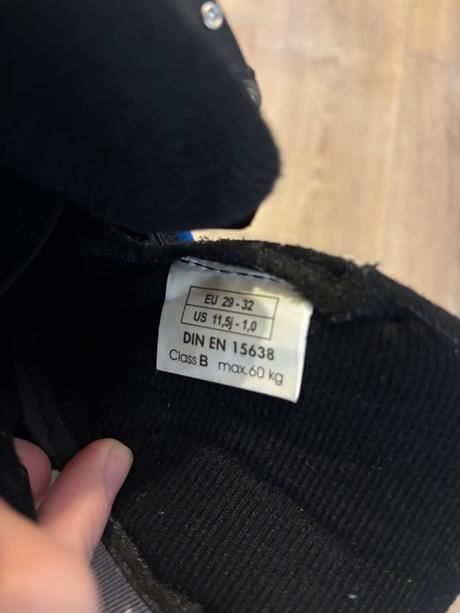 EU 29 - 32
US 11,5j - 1,0
DIN EN 15638
Class B max.60 kg